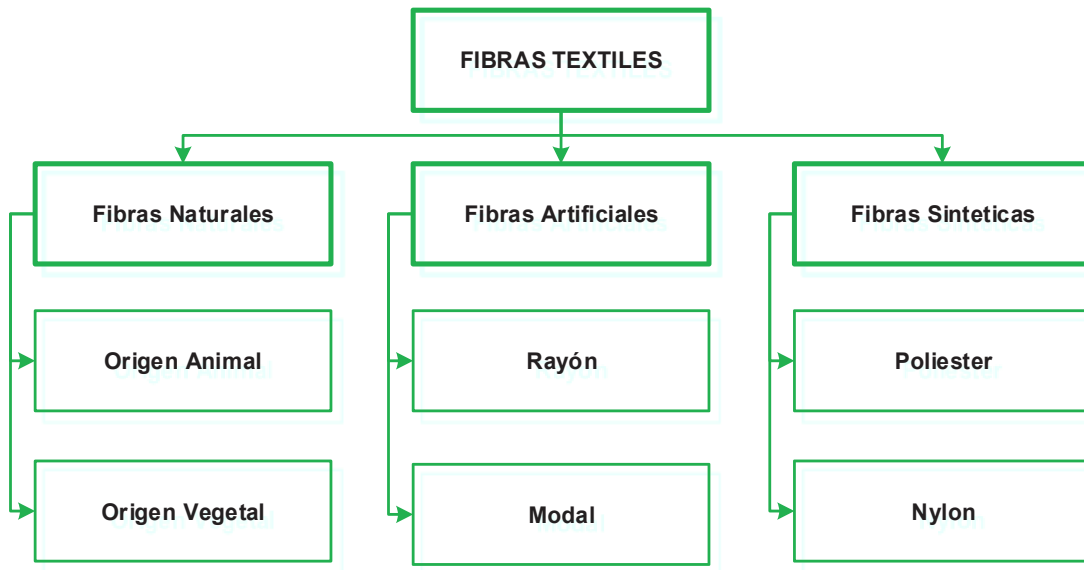 FIBRAS TEXTILES
Fibras Naturales
Fibras Artificiales
Fibras Sinteticas
Origen Animal
Rayón
Poliester
Origen Vegetal
Modal
Nylon